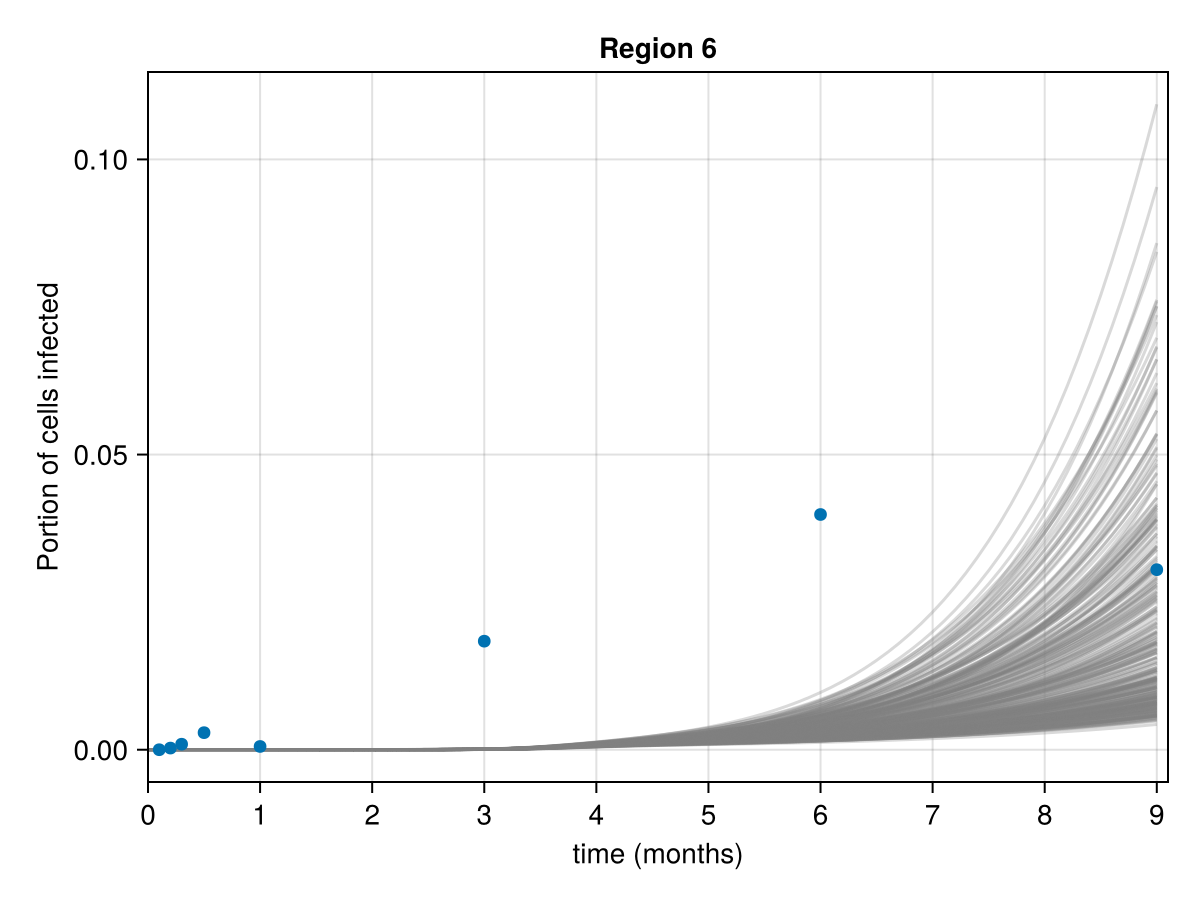 Region 6
Portion of cells infected
0.10
0.05
0.00
0 1 2 3 4 5 6 7 8 9
time (months)